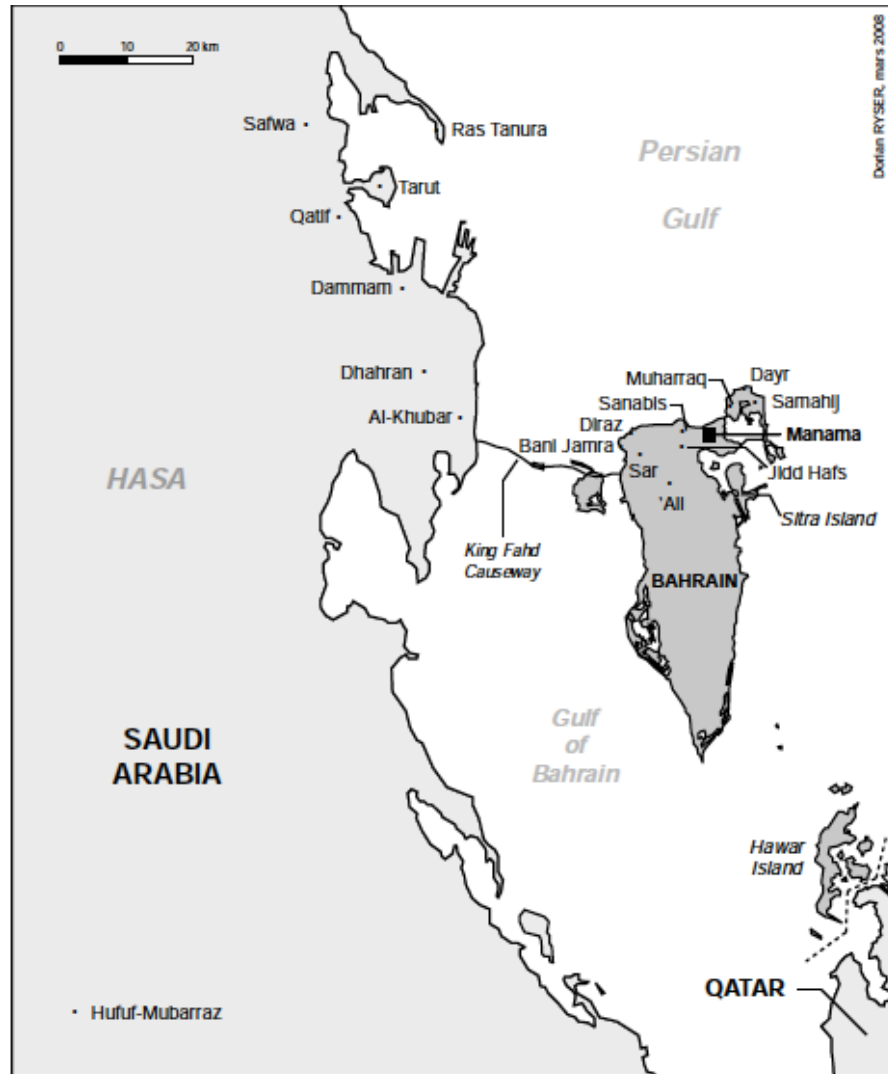 0 10 20 km
Dorian RYSER, mars 2008
Safwa
Ras Tanura
Persian
Gulf
Tarut
Qatif
Dammam
Dhahran
Al-Khubar
HASA
Muharraq
Dayr
Sanabis
Samahij
Diraz
Manama
Bani Jamra
Jidd Hafs
Sar
'Ali
Sitra Island
King Fahd
Causeway
BAHRAIN
SAUDI
ARABIA
Gulf
of
Bahrain
Hawar
Island
QATAR
Hufuf-Mubarraz